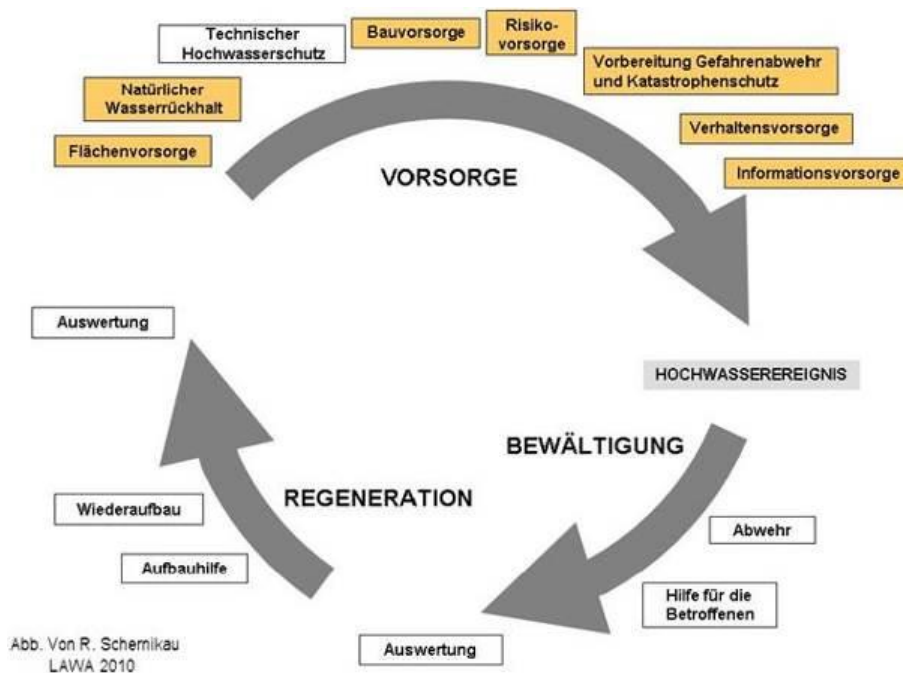 Technischer
Hochwasserschutz
Bauvorsorge
Risiko-
vorsorge
Vorbereitung Gefahrenabwehr
und Katastrophenschutz
Natürlicher
Wasserrückhalt
Verhaltensvorsorge
Flächenvorsorge
Informationsvorsorge
VORSORGE
Auswertung
HOCHWASSEREREIGNIS
BEWÄLTIGUNG
REGENERATION
Wiederaufbau
Abwehr
Aufbauhilfe
Hilfe für die
Betroffenen
Auswertung
Abb. Von R. Schernikau
LAWA 2010